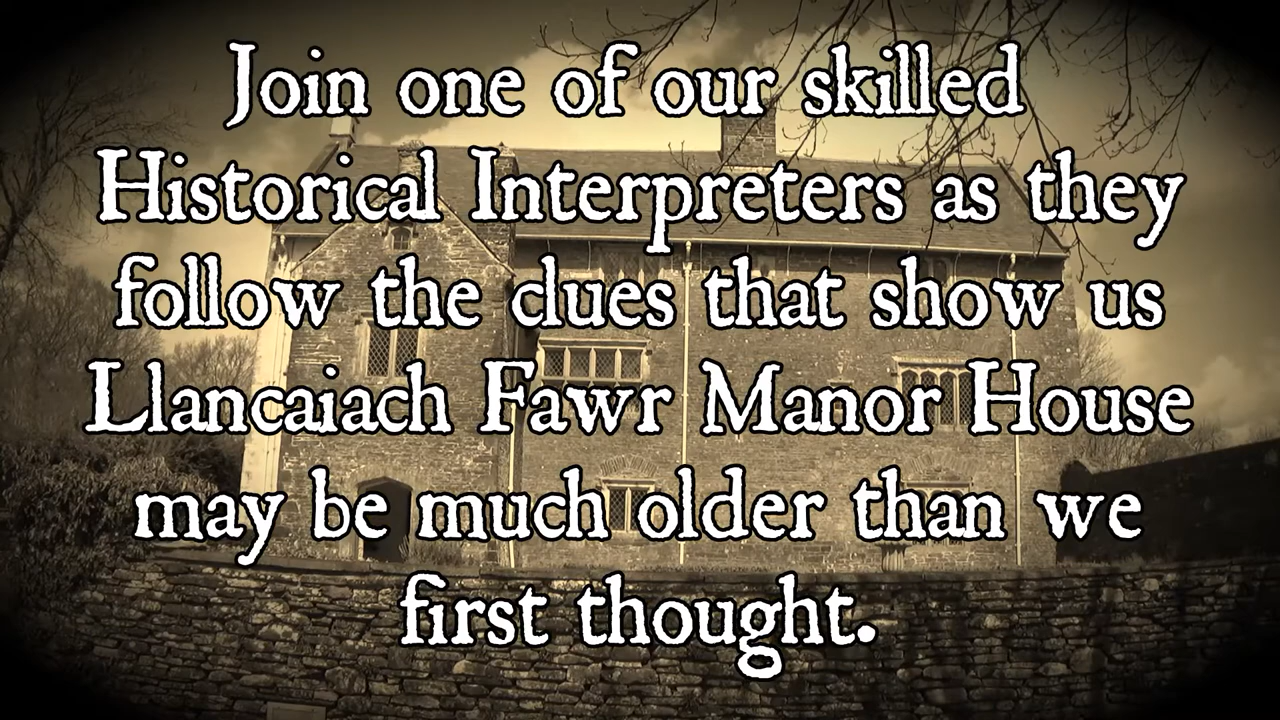 Join one of our skilled
Historical Interpreters as they
follow the clues that show us
Llancaiach Fawr Manor House
may be much older than we
first thought.